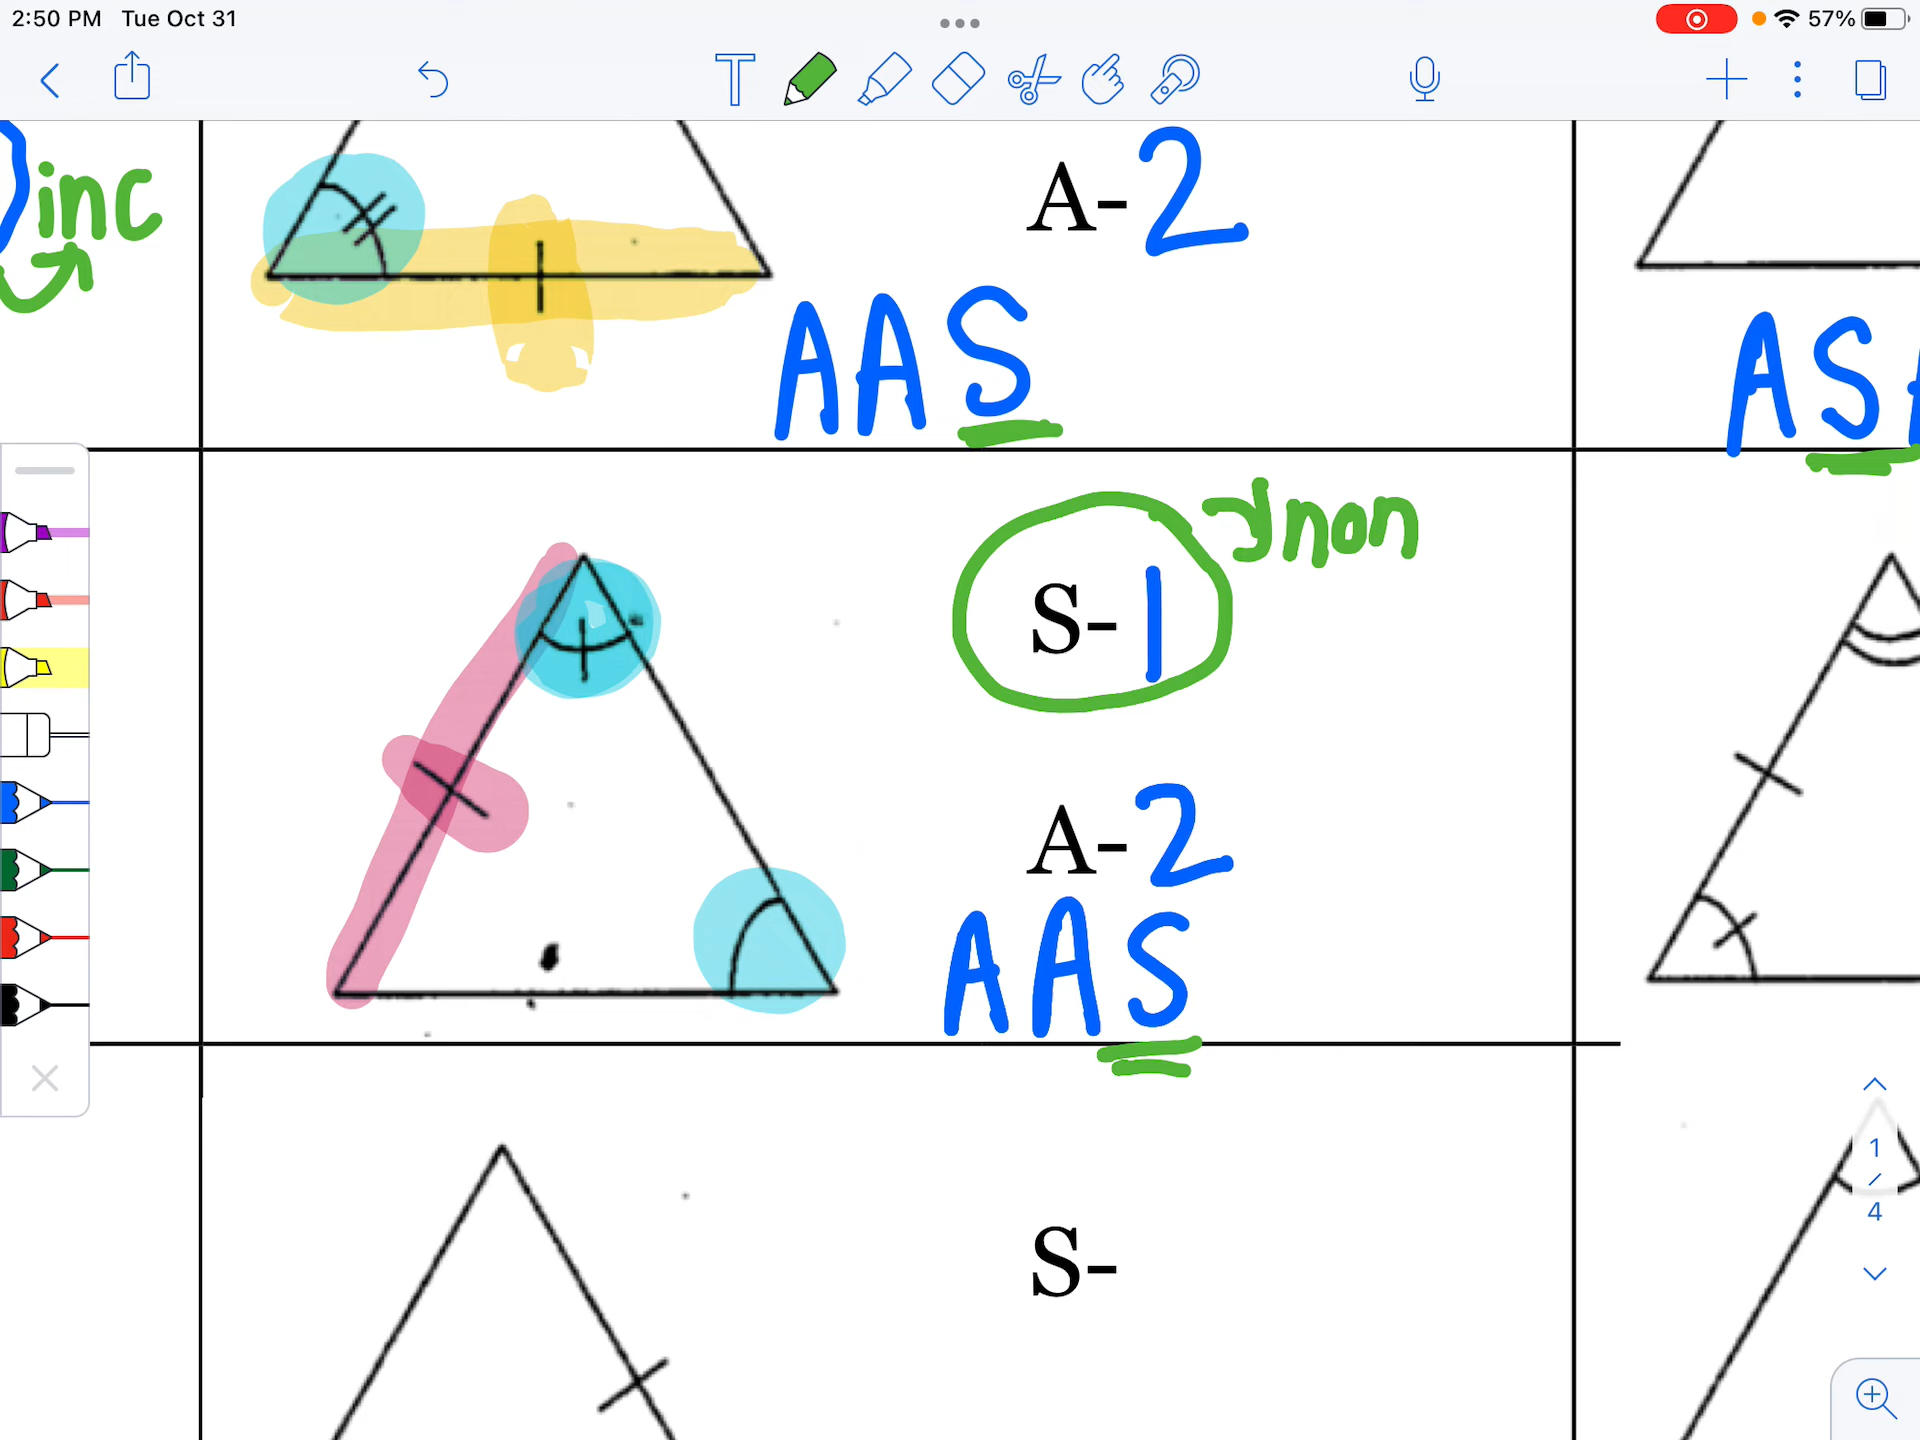 2:50 PM Tue Oct 31
57%
T
inc
A-2
AAS
AS
non
S-1
A-2
AAS
S-
1
/
4